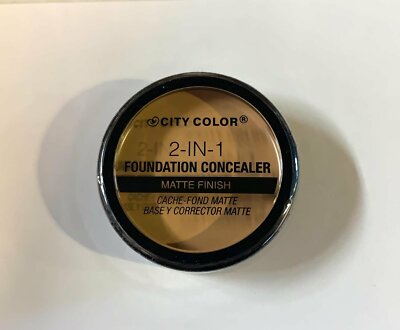 CITY COLOR®
2-IN-1
FOUNDATION CONCEALER
MATTE FINISH
CACHE-FOND MATTE
BASE Y CORRECTOR MATTE